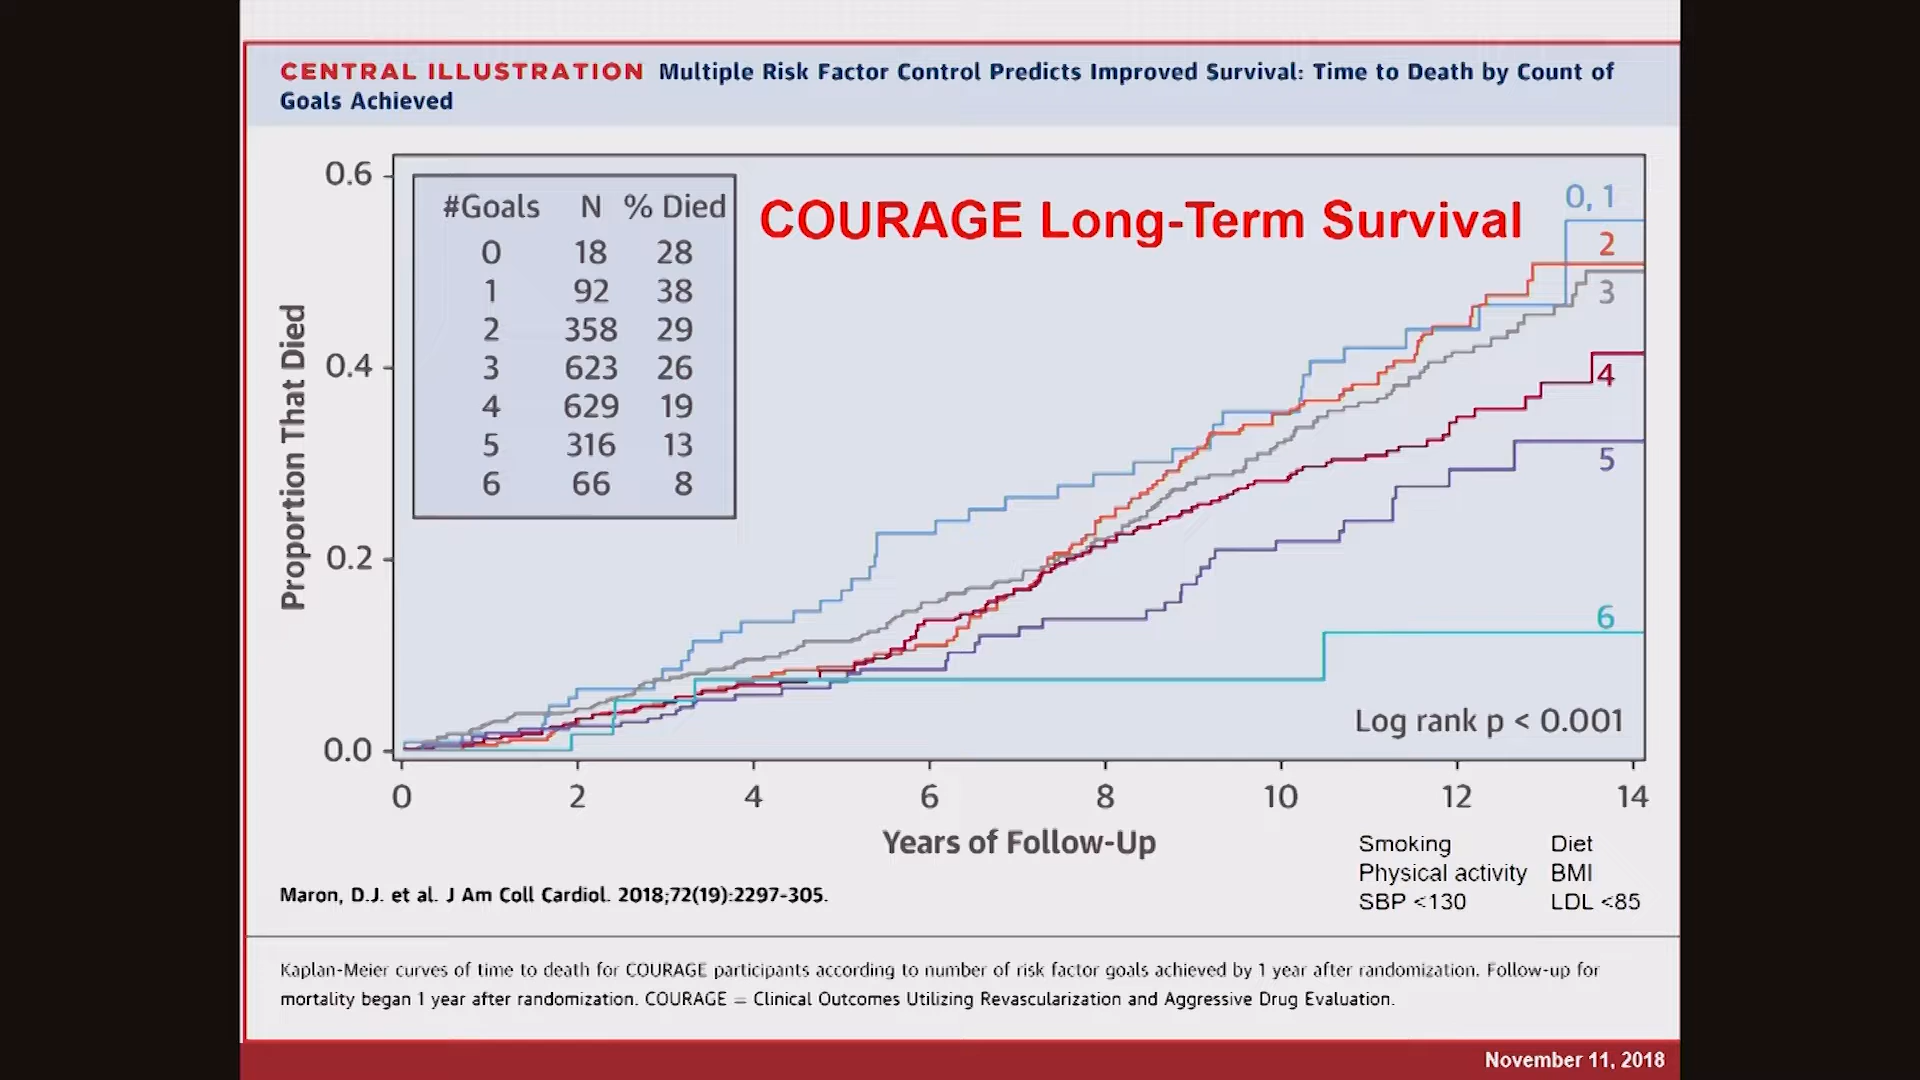 CENTRAL ILLUSTRATION Multiple Risk Factor Control Predicts Improved Survival: Time to Death by Count of
Goals Achieved
COURAGE Long-Term Survival
#Goals N % Died
0 18 28
1 92 38
2 358 29
3 623 26
4 629 19
5 316 13
6 66 8
Proportion That Died
0.6
0.4
0.2
0.0
0, 1
2
3
4
5
6
Log rank p < 0.001
0 2 4 6 8 10 12 14
Years of Follow-Up
Smoking Diet
Physical activity BMI
SBP <130 LDL <85
Maron, D.J. et al. J Am Coll Cardiol. 2018;72(19):2297-305.
Kaplan-Meier curves of time to death for COURAGE participants according to number of risk factor goals achieved by 1 year after randomization. Follow-up for
mortality began 1 year after randomization. COURAGE = Clinical Outcomes Utilizing Revascularization and Aggressive Drug Evaluation.
November 11, 2018